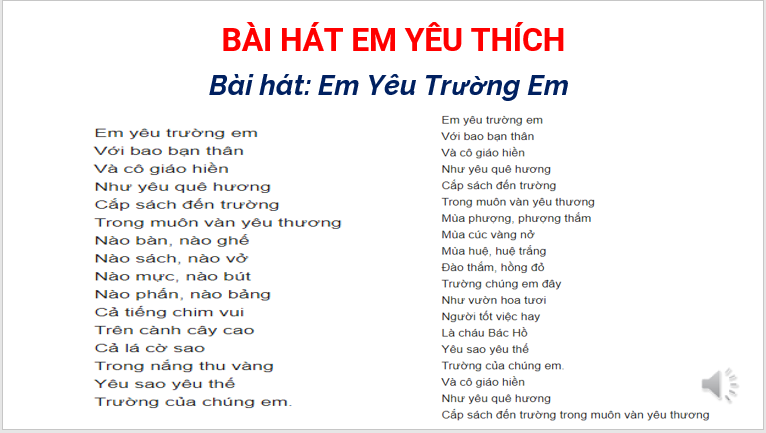 BÀI HÁT EM YÊU THÍCH
Bài hát: Em Yêu Trường Em
Em yêu trường em
Với bao bạn thân
Và cô giáo hiền
Như yêu quê hương
Cắp sách đến trường
Trong muôn vàn yêu thương
Nào bàn, nào ghế
Nào sách, nào vở
Nào mực, nào bút
Nào phấn, nào bảng
Cả tiếng chim vui
Trên cành cây cao
Cả lá cờ sao
Trong nắng thu vàng
Yêu sao yêu thế
Trường của chúng em.
Em yêu trường em
Với bao bạn thân
Và cô giáo hiền
Như yêu quê hương
Cắp sách đến trường
Trong muôn vàn yêu thương
Mùa phượng, phượng thắm
Mùa cúc vàng nở
Mùa huệ, huệ trắng
Đào thắm, hồng đỏ
Trường chúng em đây
Như vườn hoa tươi
Người tốt việc hay
Là cháu Bác Hồ
Yêu sao yêu thế
Trường của chúng em.
Và cô giáo hiền
Như yêu quê hương
Cắp sách đến trường trong muôn vàn yêu thương